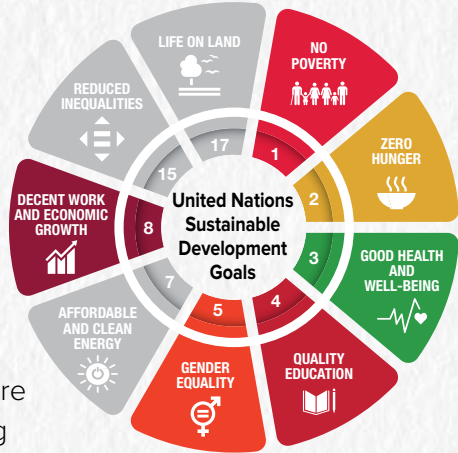 NO
POVERTY
1
ZERO
HUNGER
2
GOOD HEALTH
AND
WELL-BEING
3
QUALITY
EDUCATION
4
GENDER
EQUALITY
5
AFFORDABLE
AND CLEAN
ENERGY
7
DECENT WORK
AND ECONOMIC
GROWTH
8
REDUCED
INEQUALITIES
15
LIFE ON LAND
17
United Nations
Sustainable
Development
Goals